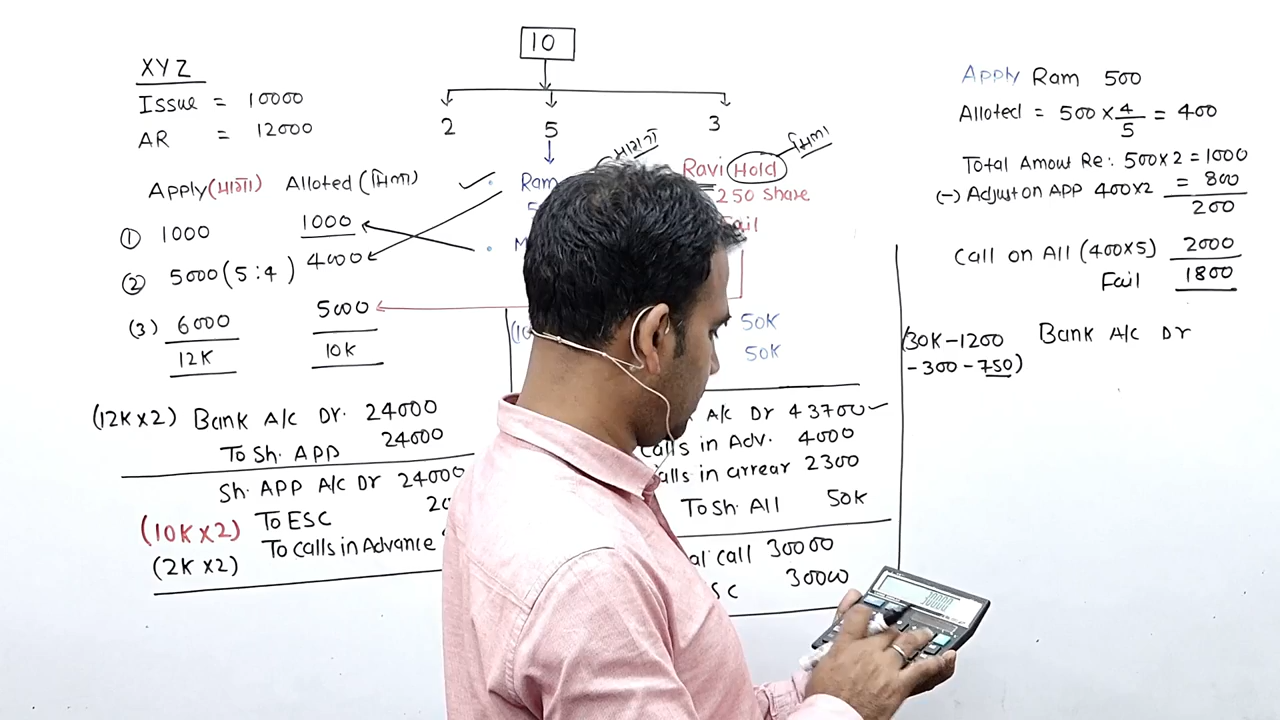 10
2 5 3
XYZ
Issue = 10000
AR = 12000
Apply (मांगा) Alloted (मिला)
① 1000 1000
② 5000 (5:4) 4000
(3) 6000 5000
12K 10K
(12K×2) Bank A/c Dr. 24000
To Sh. APP 24000
Sh. APP A/c Dr 24000
(10K×2) To ESC
(2K×2) To Calls in Advance
Ram
Ravi Hold
250 Share
50K
50K
A/c Dr 43700
Calls in Adv. 4000
Calls in arrear 2300
To Sh. All 50K
call 30000
30000
Apply Ram 500
Alloted = 500 × 4/5 = 400
Total Amout Re: 500×2 = 1000
(-) Adjust on APP 400×2 = 800
200
Call on All (400×5) 2000
Fail 1800
(30K-1200 Bank A/c Dr
-300-750)
30000